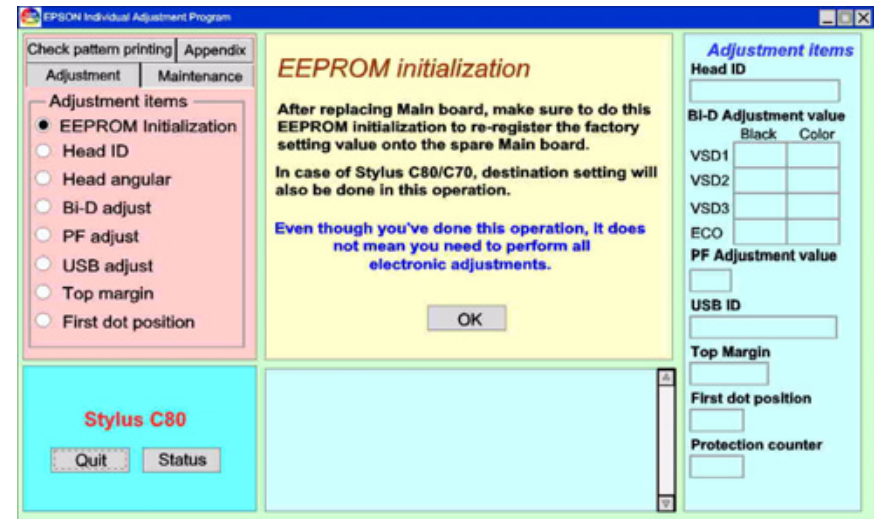 EPSON Individual Adjustment Program
Check pattern printing Appendix
Adjustment Maintenance
Adjustment items
EEPROM Initialization
Head ID
Head angular
Bi-D adjust
PF adjust
USB adjust
Top margin
First dot position
Stylus C80
Quit Status
EEPROM initialization
After replacing Main board, make sure to do this
EEPROM initialization to re-register the factory
setting value onto the spare Main board.
In case of Stylus C80/C70, destination setting will
also be done in this operation.
Even though you've done this operation, it does
not mean you need to perform all
electronic adjustments.
OK
Adjustment items
Head ID
Bi-D Adjustment value
Black Color
VSD1
VSD2
VSD3
ECO
PF Adjustment value
USB ID
Top Margin
First dot position
Protection counter